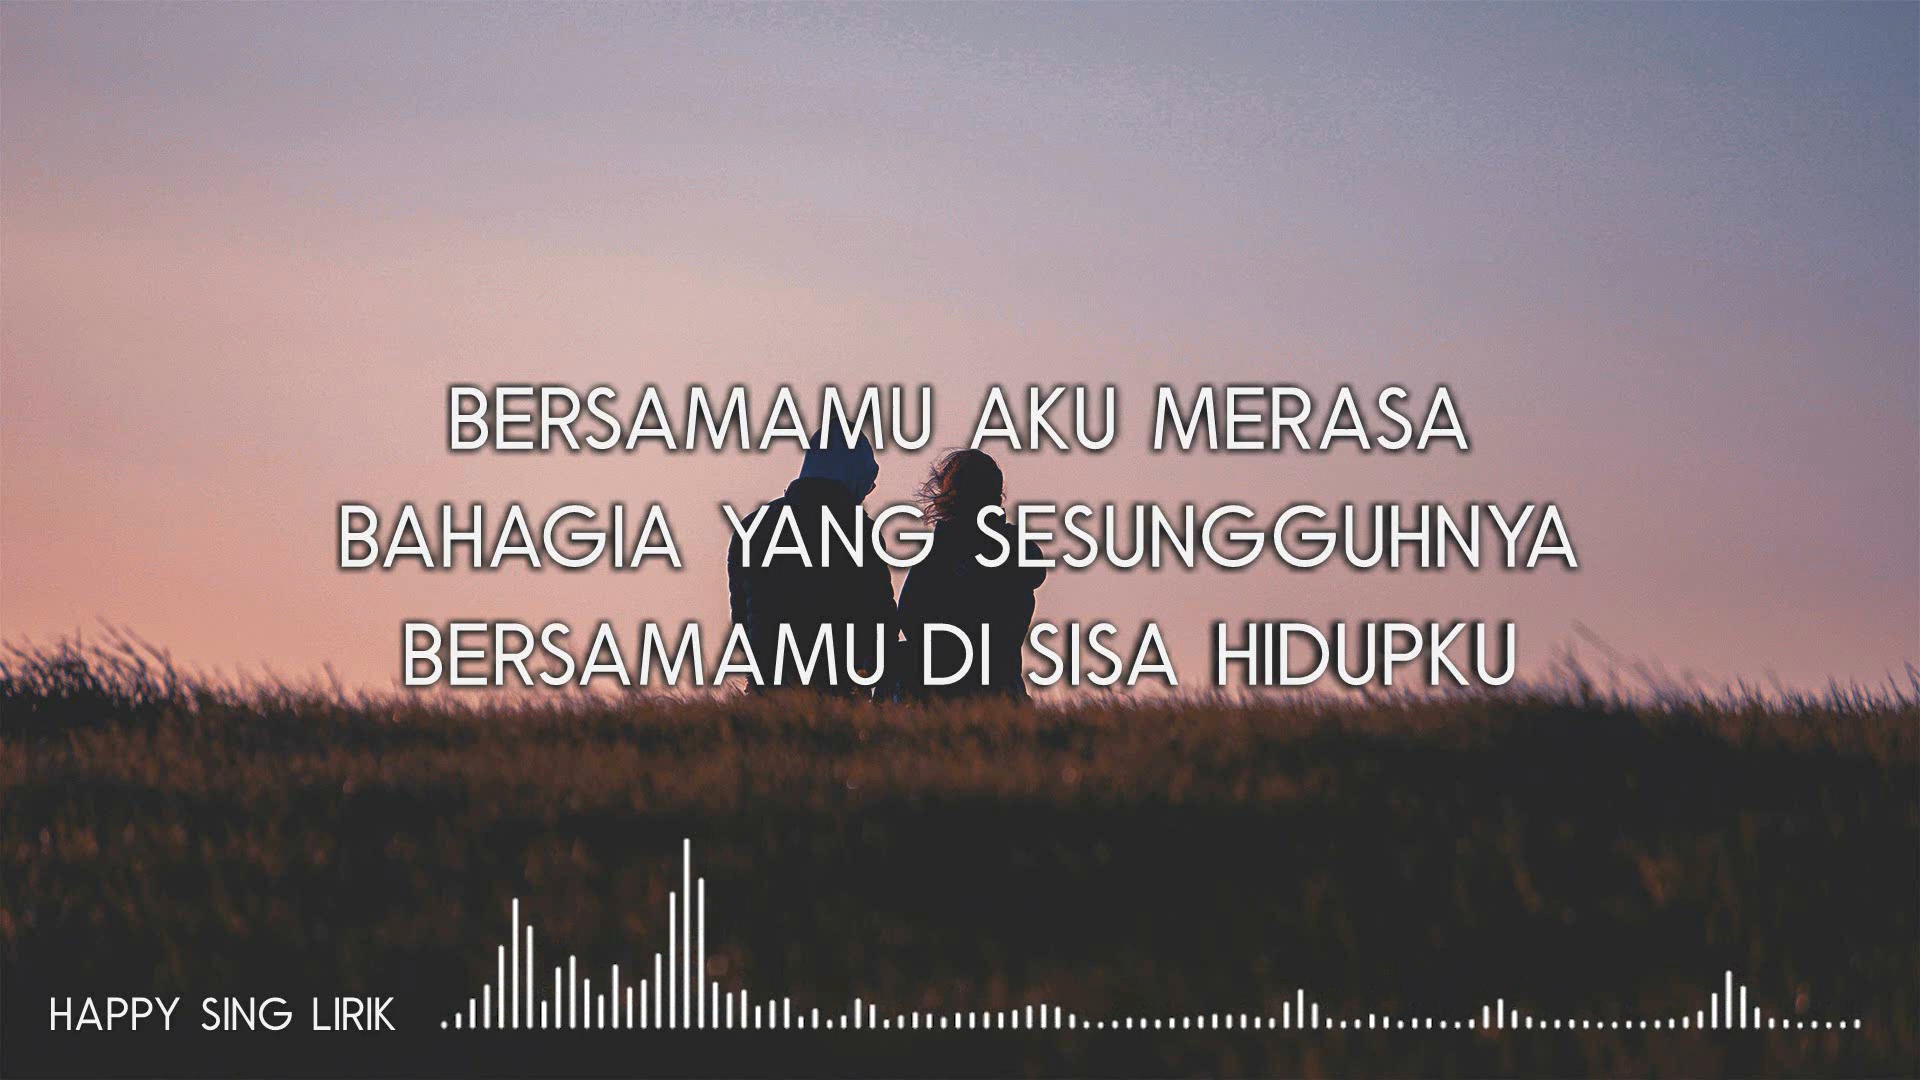 BERSAMAMU AKU MERASA
BAHAGIA YANG SESUNGGUHNYA
BERSAMAMU DI SISA HIDUPKU
HAPPY SING LIRIK